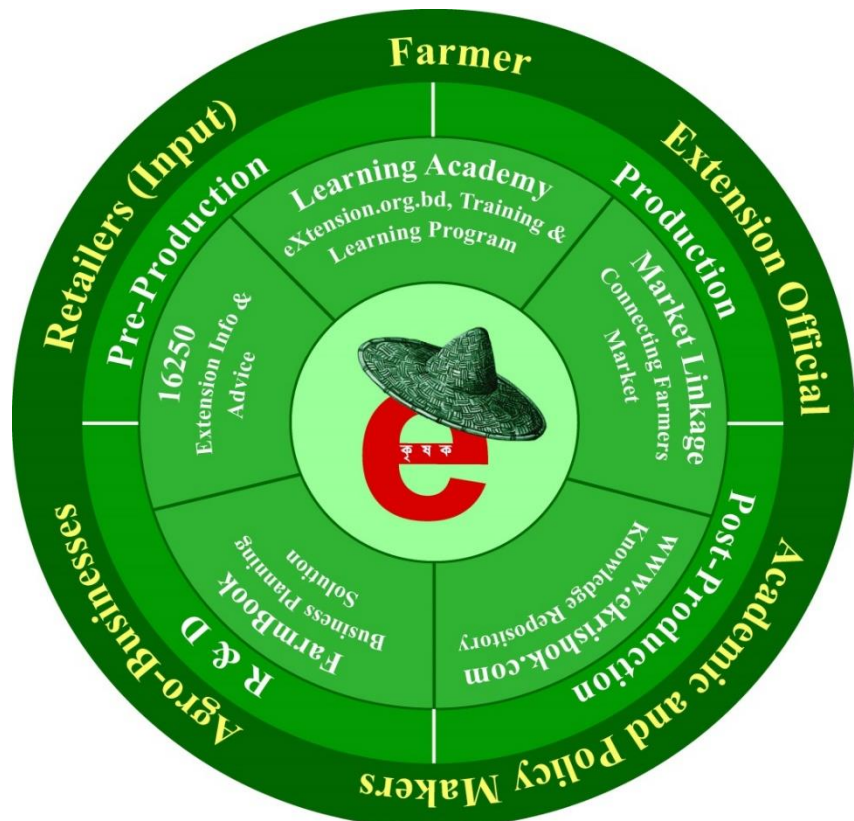 Farmer
Extension Official
Academic and Policy Makers
Agro-Businesses
Retailers (Input)
Pre-Production
Production
Post-Production
R & D
Learning Academy
eXtension.org.bd, Training &
Learning Program
Market Linkage
Connecting Farmers
Market
www.ekrishok.com
Knowledge Repository
FarmBook
Business Planning
Solution
16250
Extension Info &
Advice
e
কৃষক